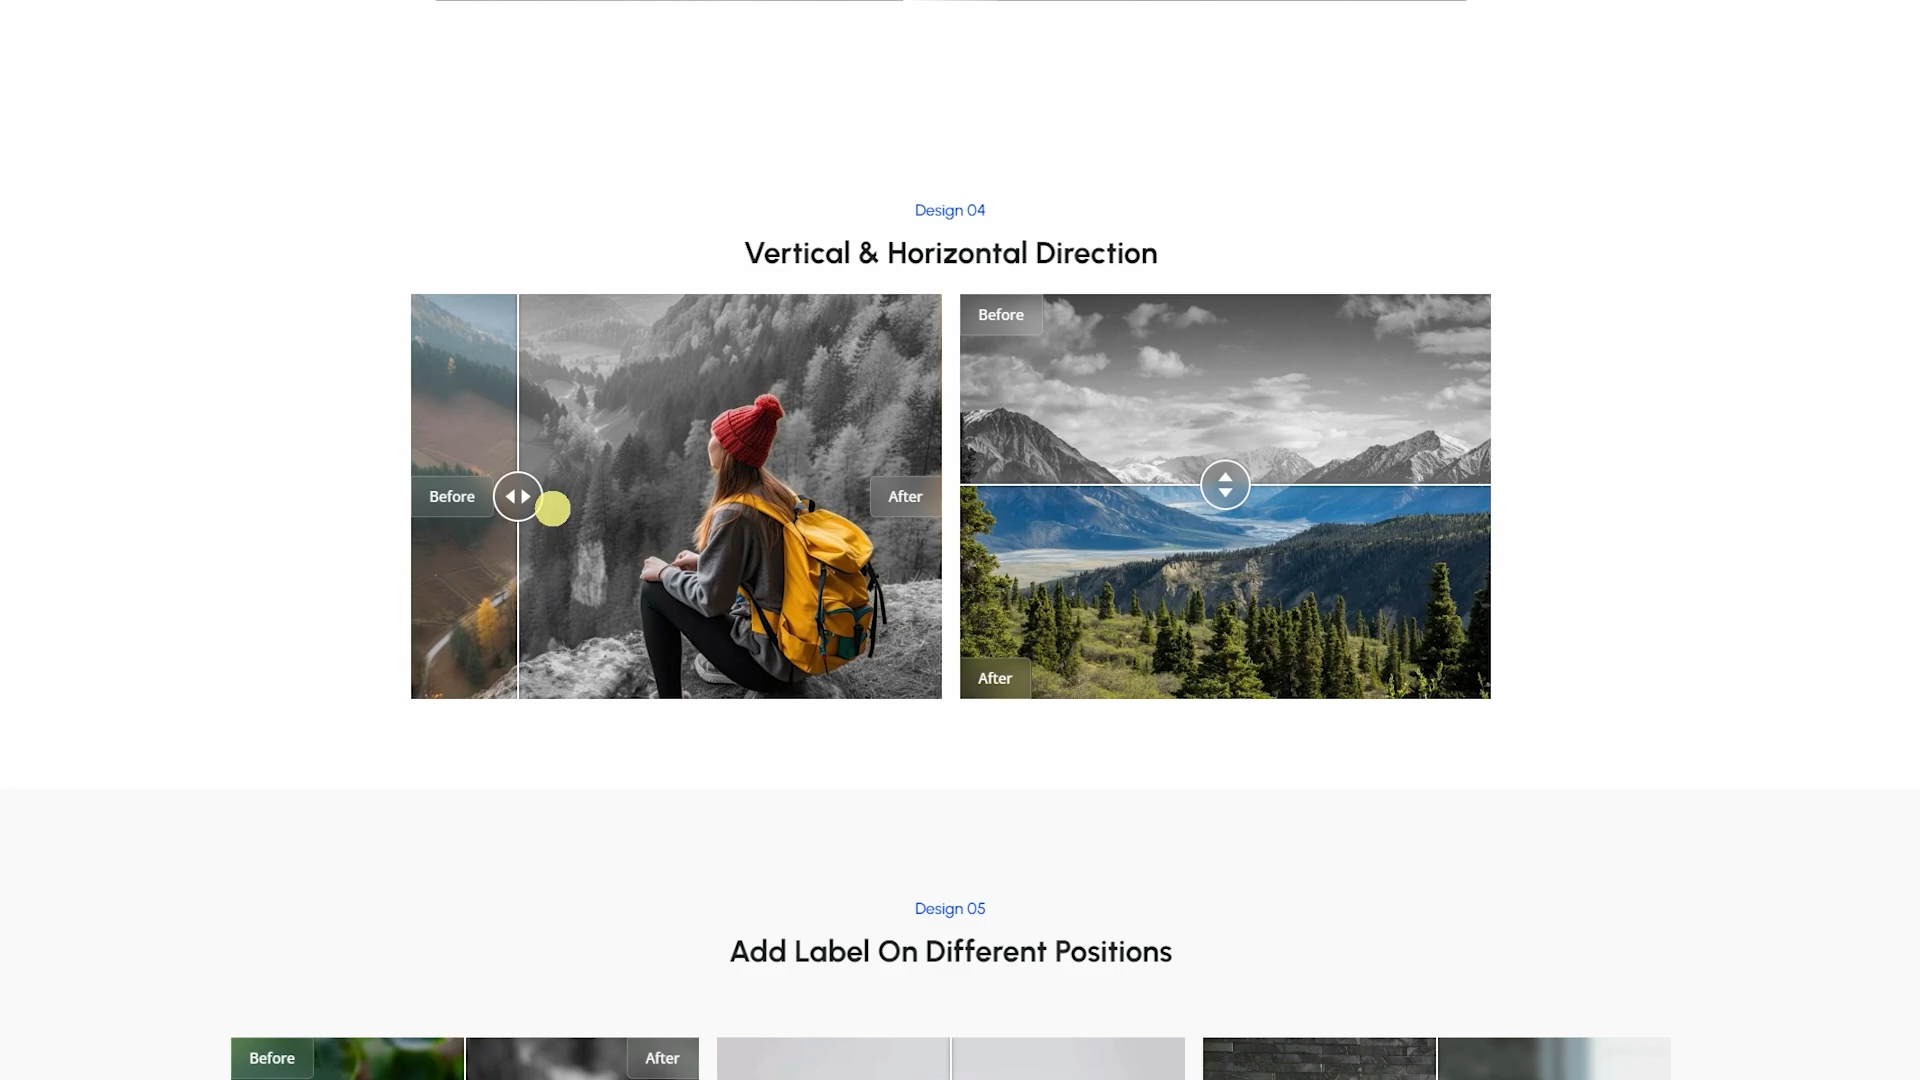 Design 04
Vertical & Horizontal Direction
Before
After
Before
After
Design 05
Add Label On Different Positions
Before
After